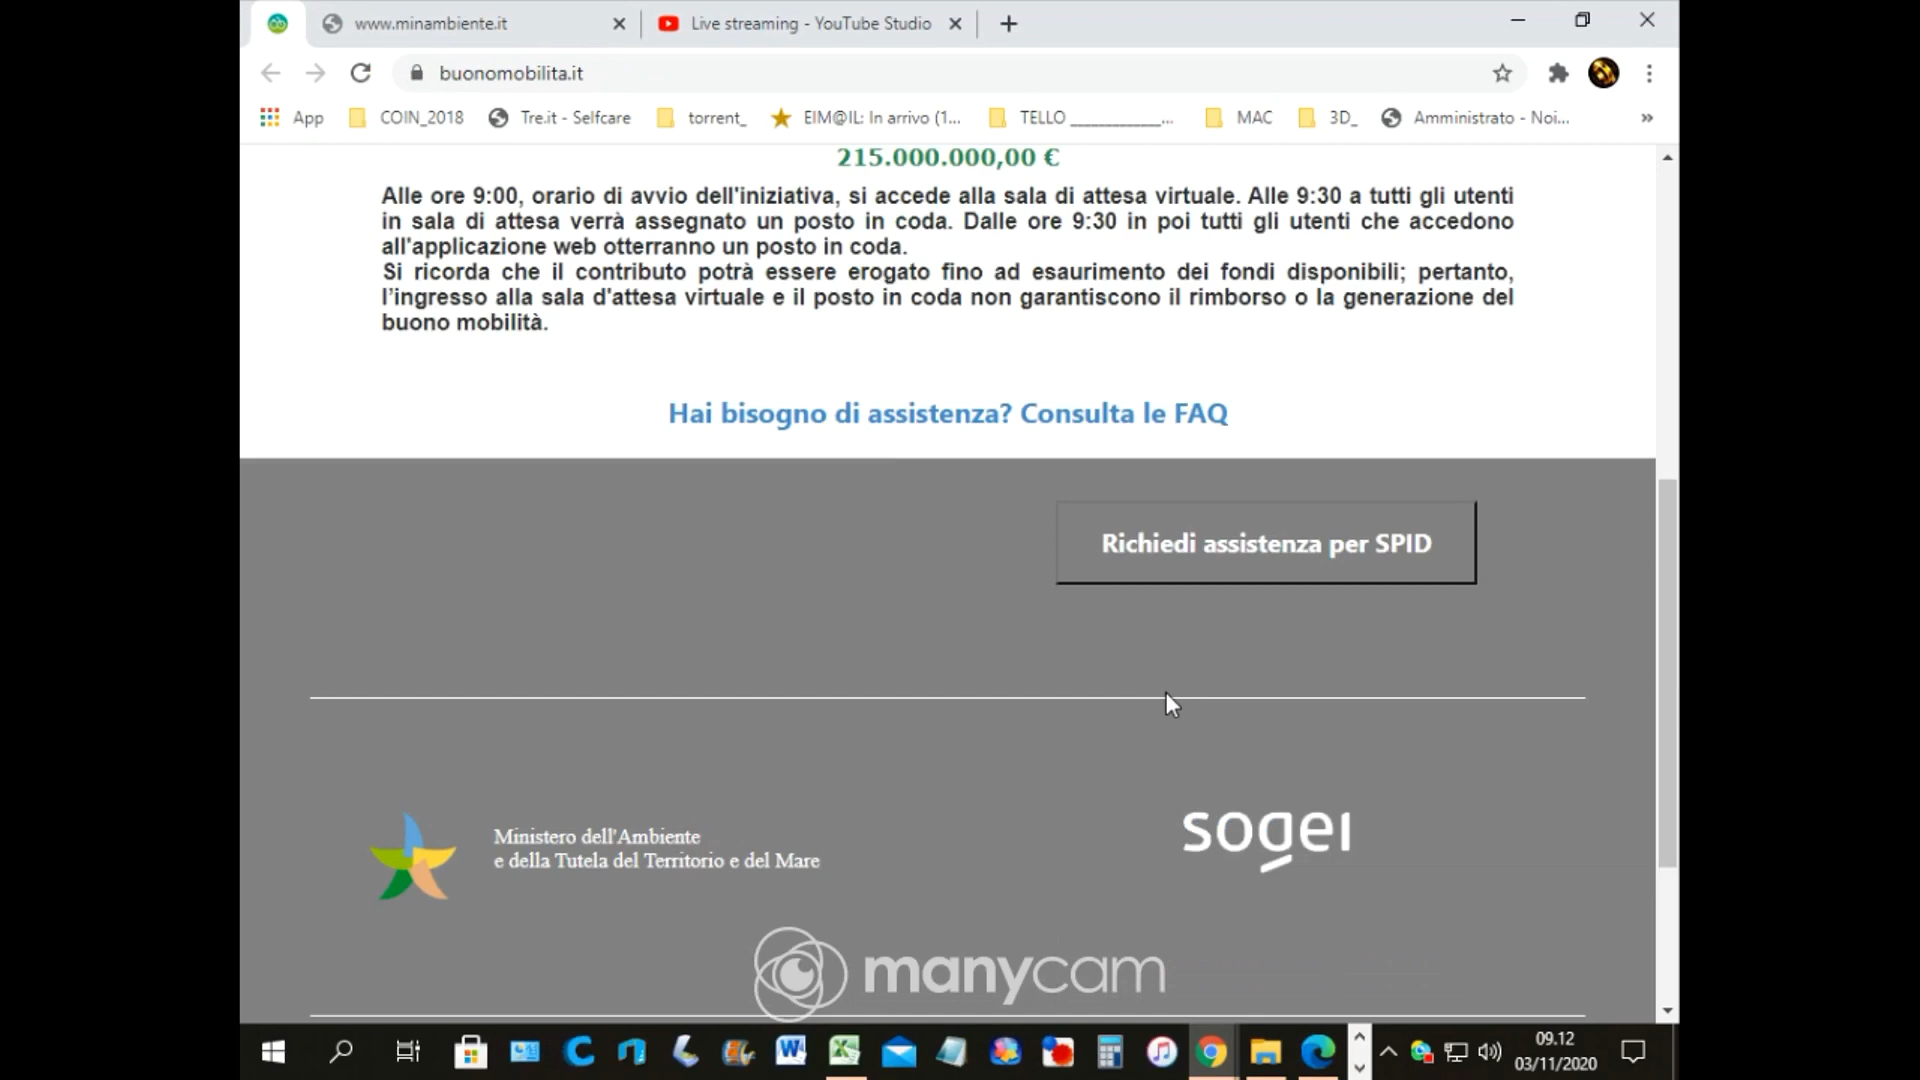 www.minambiente.it
Live streaming - YouTube Studio
buonomobilita.it
App
COIN_2018
Tre.it - Selfcare
torrent_
EIM@IL: In arrivo (1...
TELLO ___________...
MAC
3D_
Amministrato - Noi...
»
215.000.000,00 €
Alle ore 9:00, orario di avvio dell'iniziativa, si accede alla sala di attesa virtuale. Alle 9:30 a tutti gli utenti
in sala di attesa verrà assegnato un posto in coda. Dalle ore 9:30 in poi tutti gli utenti che accedono
all'applicazione web otterranno un posto in coda.
Si ricorda che il contributo potrà essere erogato fino ad esaurimento dei fondi disponibili; pertanto,
l’ingresso alla sala d'attesa virtuale e il posto in coda non garantiscono il rimborso o la generazione del
buono mobilità.
Hai bisogno di assistenza? Consulta le FAQ
Richiedi assistenza per SPID
Ministero dell'Ambiente
e della Tutela del Territorio e del Mare
sogei
manycam
09.12
03/11/2020